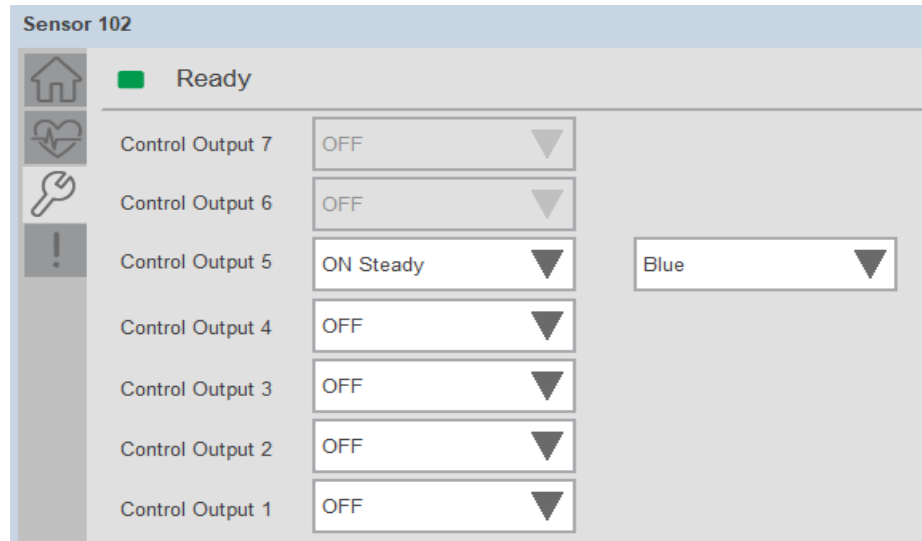 Sensor 102
Ready
Control Output 7 OFF
Control Output 6 OFF
Control Output 5 ON Steady Blue
Control Output 4 OFF
Control Output 3 OFF
Control Output 2 OFF
Control Output 1 OFF